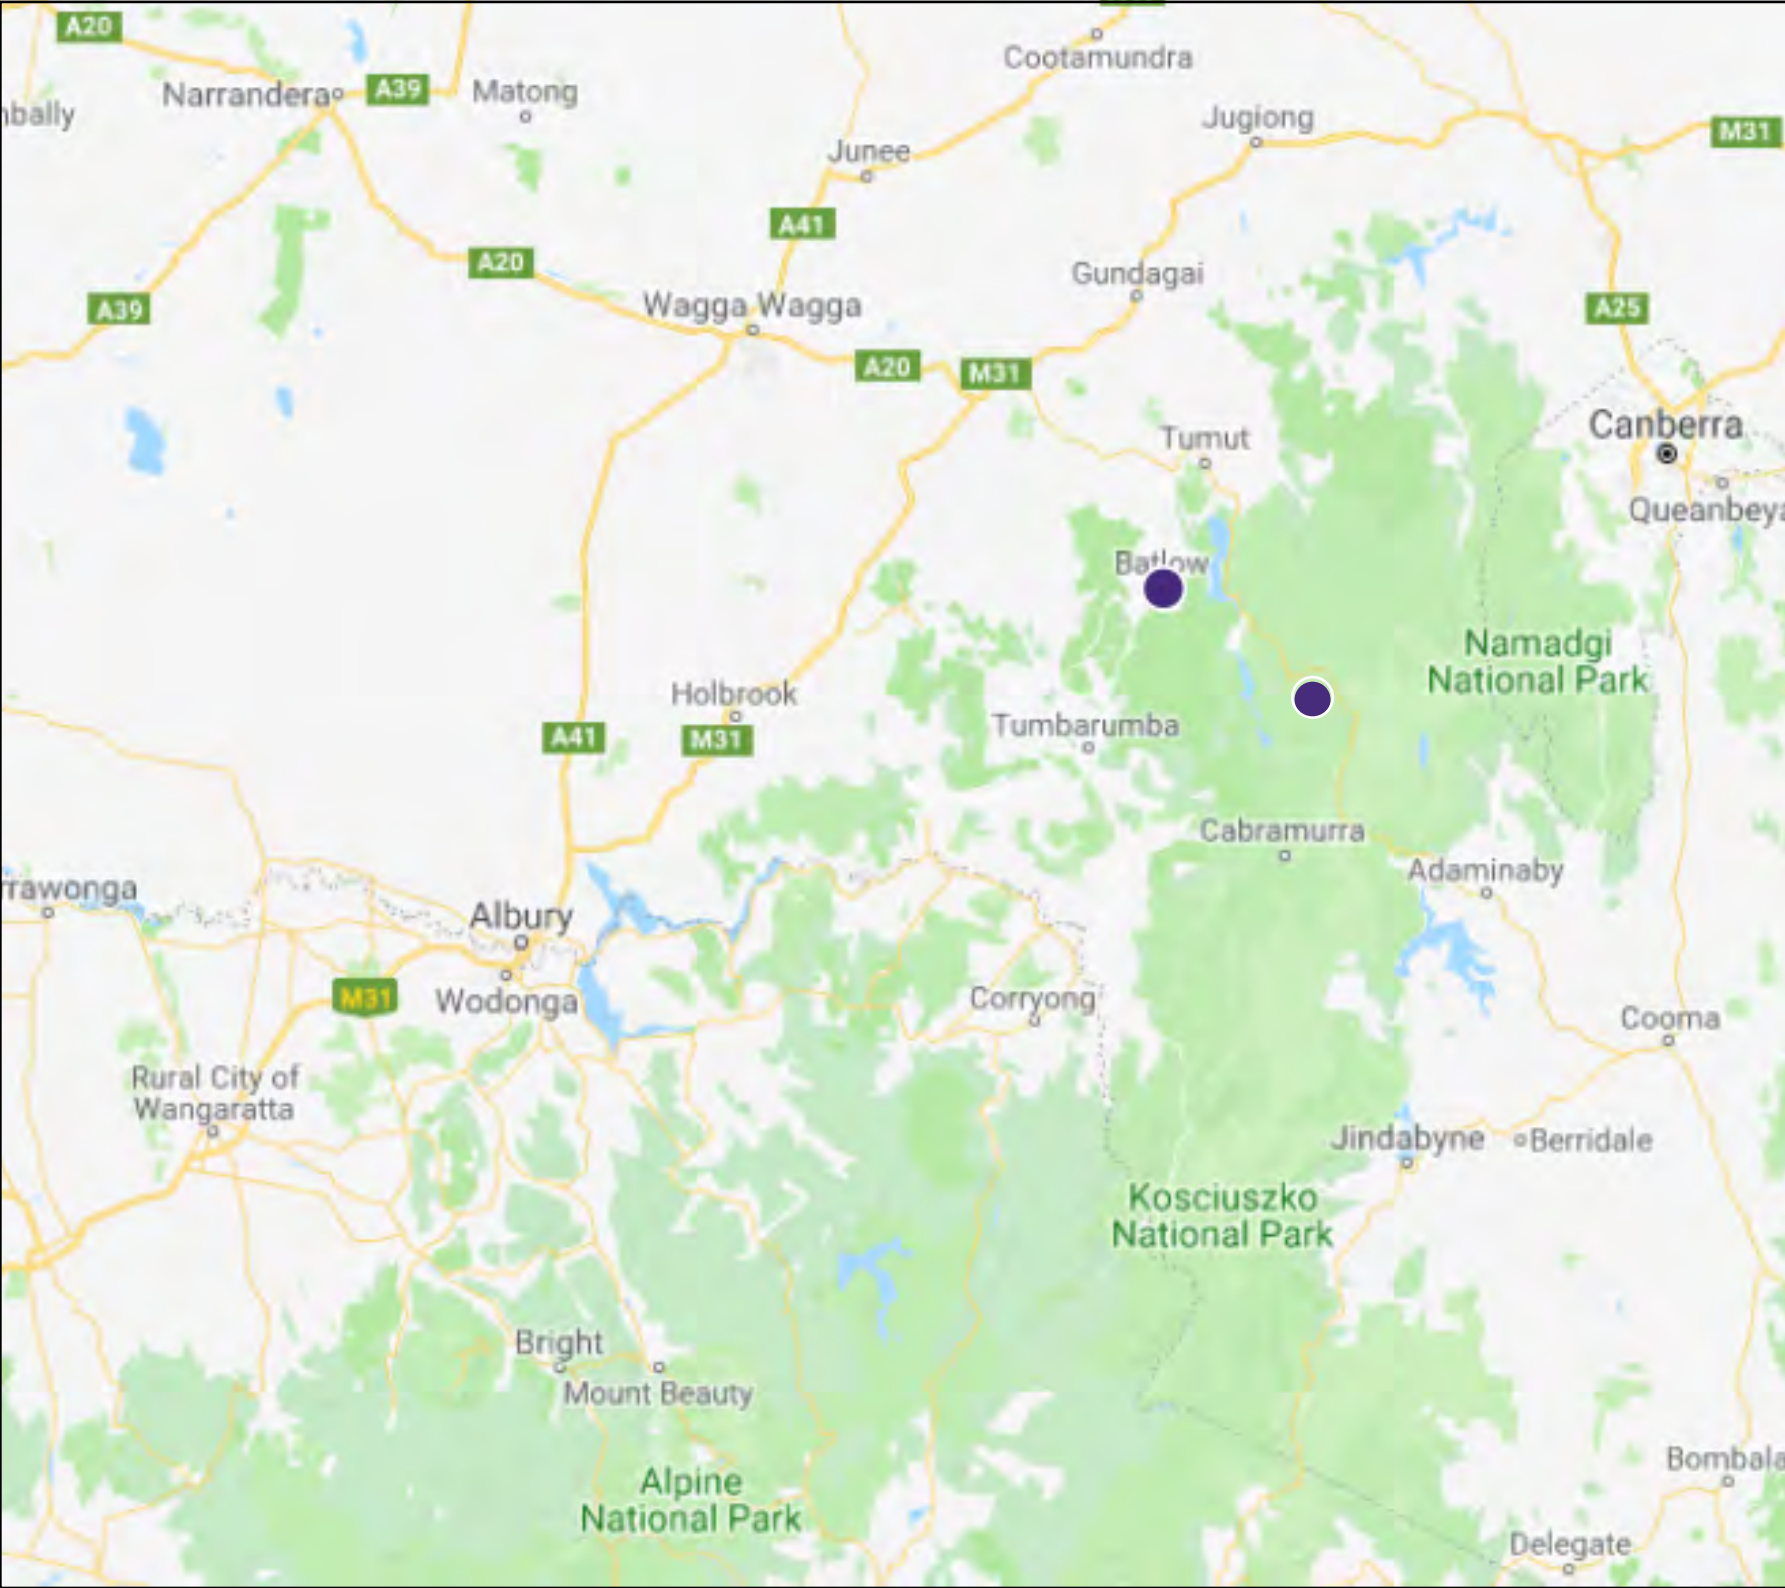 A20
Cootamundra
Narrandera
A39
Matong
nbally
Jugiong
M31
Junee
A41
A20
Gundagai
A39
Wagga Wagga
A25
A20
M31
Canberra
Tumut
Queanbeya
Batlow
Namadgi
National Park
Holbrook
Tumbarumba
A41
M31
Cabramurra
Adaminaby
rrawonga
Albury
M31
Wodonga
Corryong
Cooma
Rural City of
Wangaratta
Jindabyne
Berridale
Kosciuszko
National Park
Bright
Mount Beauty
Bombala
Alpine
National Park
Delegate